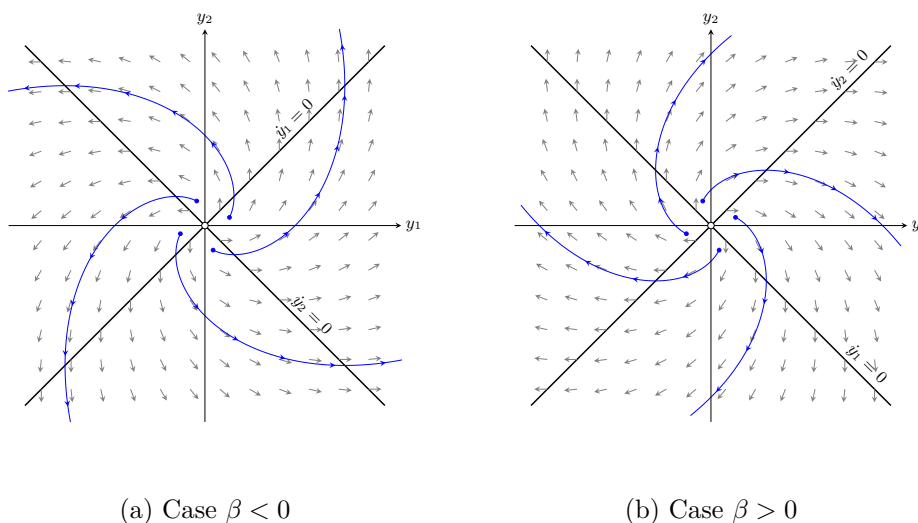 y₂
y₁
ẏ₁ = 0
ẏ₂ = 0
(a) Case β < 0
y₂
y
ẏ₂ = 0
ẏ₁ = 0
(b) Case β > 0